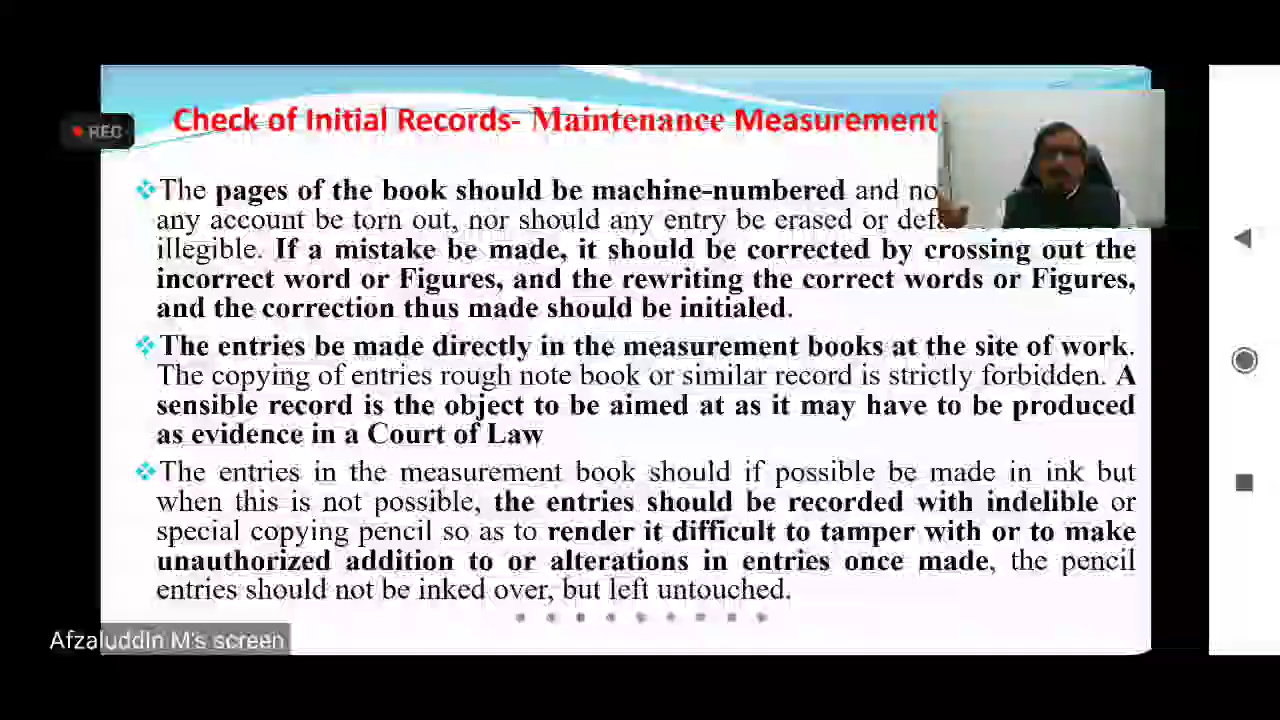 Check of Initial Records- Maintenance Measurement
REC
The pages of the book should be machine-numbered and
any account be torn out, nor should any entry be erased or
illegible. If a mistake be made, it should be corrected by crossing out the
incorrect word or Figures, and the rewriting the correct words or Figures,
and the correction thus made should be initialed.
The entries be made directly in the measurement books at the site of work.
The copying of entries rough note book or similar record is strictly forbidden. A
sensible record is the object to be aimed at as it may have to be produced
as evidence in a Court of Law
The entries in the measurement book should if possible be made in ink but
when this is not possible, the entries should be recorded with indelible or
special copying pencil so as to render it difficult to tamper with or to make
unauthorized addition to or alterations in entries once made, the pencil
entries should not be inked over, but left untouched.
AfzaluddIn M's screen